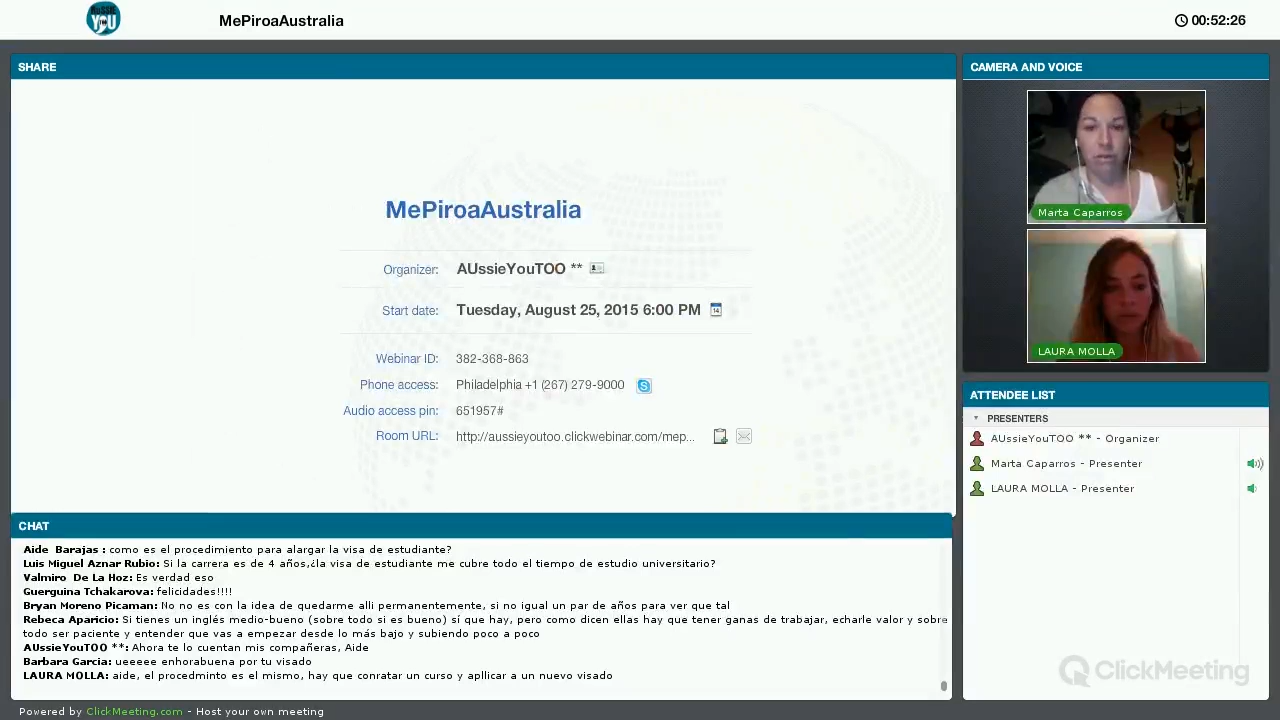 AUSSIE
YOU
MePiroaAustralia
00:52:26
SHARE
MePiroaAustralia
Organizer: AUssieYouTOO **
Start date: Tuesday, August 25, 2015 6:00 PM
14
Webinar ID: 382-368-863
Phone access: Philadelphia +1 (267) 279-9000
Audio access pin: 651957#
Room URL: http://aussieyoutoo.clickwebinar.com/mep...
CAMERA AND VOICE
Marta Caparros
LAURA MOLLA
ATTENDEE LIST
PRESENTERS
AUssieYouTOO ** - Organizer
Marta Caparros - Presenter
LAURA MOLLA - Presenter
CHAT
Aide Barajas : como es el procedimiento para alargar la visa de estudiante?
Luis Miguel Aznar Rubio: Si la carrera es de 4 años,¿la visa de estudiante me cubre todo el tiempo de estudio universitario?
Valmiro De La Hoz: Es verdad eso
Guerguina Tchakarova: felicidades!!!!
Bryan Moreno Picaman: No no es con la idea de quedarme alli permanentemente, si no igual un par de años para ver que tal
Rebeca Aparicio: Si tienes un inglés medio-bueno (sobre todo si es bueno) sí que hay, pero como dicen ellas hay que tener ganas de trabajar, echarle valor y sobre
todo ser paciente y entender que vas a empezar desde lo más bajo y subiendo poco a poco
AUssieYouTOO **: Ahora te lo cuentan mis compañeras, Aide
Barbara Garcia: ueeeee enhorabuena por tu visado
LAURA MOLLA: aide, el procedminto es el mismo, hay que conratar un curso y apllicar a un nuevo visado
ClickMeeting
Powered by ClickMeeting.com - Host your own meeting